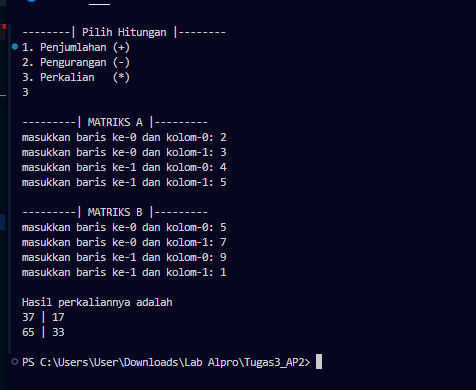 --------| Pilih Hitungan |--------
1. Penjumlahan (+)
2. Pengurangan (-)
3. Perkalian   (*)
3
---------| MATRIKS A |---------
masukkan baris ke-0 dan kolom-0: 2
masukkan baris ke-0 dan kolom-1: 3
masukkan baris ke-1 dan kolom-0: 4
masukkan baris ke-1 dan kolom-1: 5
---------| MATRIKS B |---------
masukkan baris ke-0 dan kolom-0: 5
masukkan baris ke-0 dan kolom-1: 7
masukkan baris ke-1 dan kolom-0: 9
masukkan baris ke-1 dan kolom-1: 1
Hasil perkaliannya adalah
37 | 17
65 | 33
PS C:\Users\User\Downloads\Lab Alpro\Tugas3_AP2>